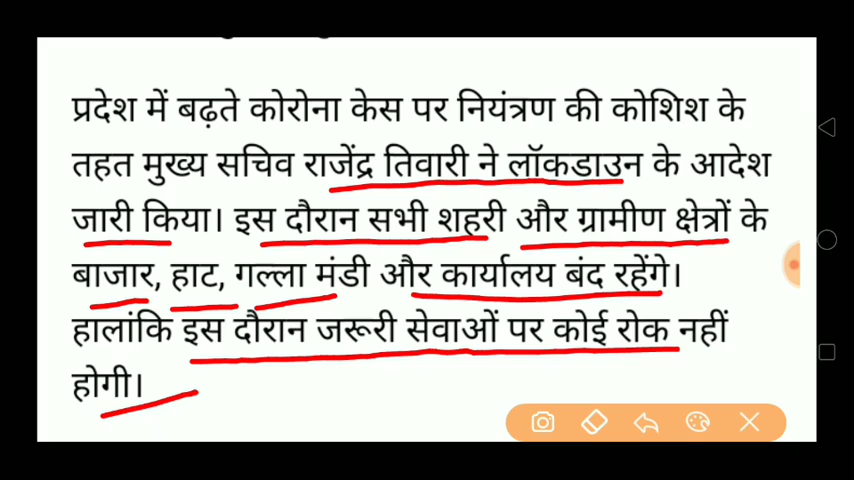 प्रदेश में बढ़ते कोरोना केस पर नियंत्रण की कोशिश के
तहत मुख्य सचिव राजेंद्र तिवारी ने लॉकडाउन के आदेश
जारी किया। इस दौरान सभी शहरी और ग्रामीण क्षेत्रों के
बाजार, हाट, गल्ला मंडी और कार्यालय बंद रहेंगे।
हालांकि इस दौरान जरूरी सेवाओं पर कोई रोक नहीं
होगी।